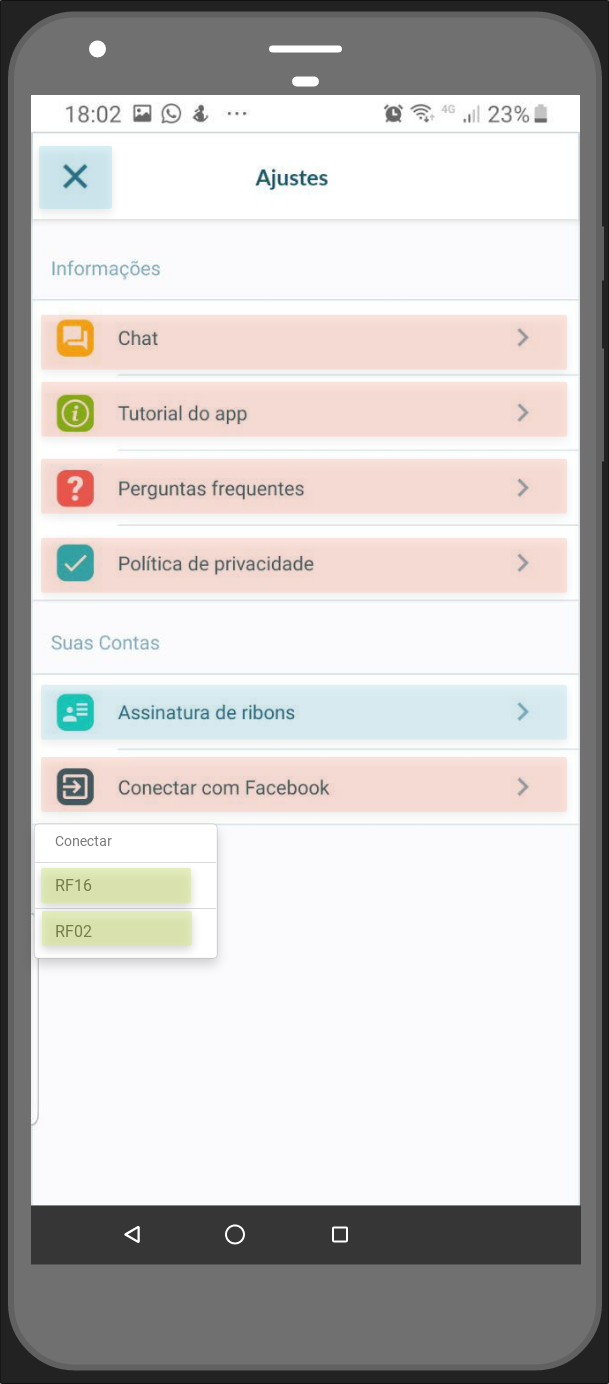 18:02 4G 23%
Ajustes
Informações
Chat
Tutorial do app
Perguntas frequentes
Política de privacidade
Suas Contas
Assinatura de ribons
Conectar com Facebook
Conectar
RF16
RF02